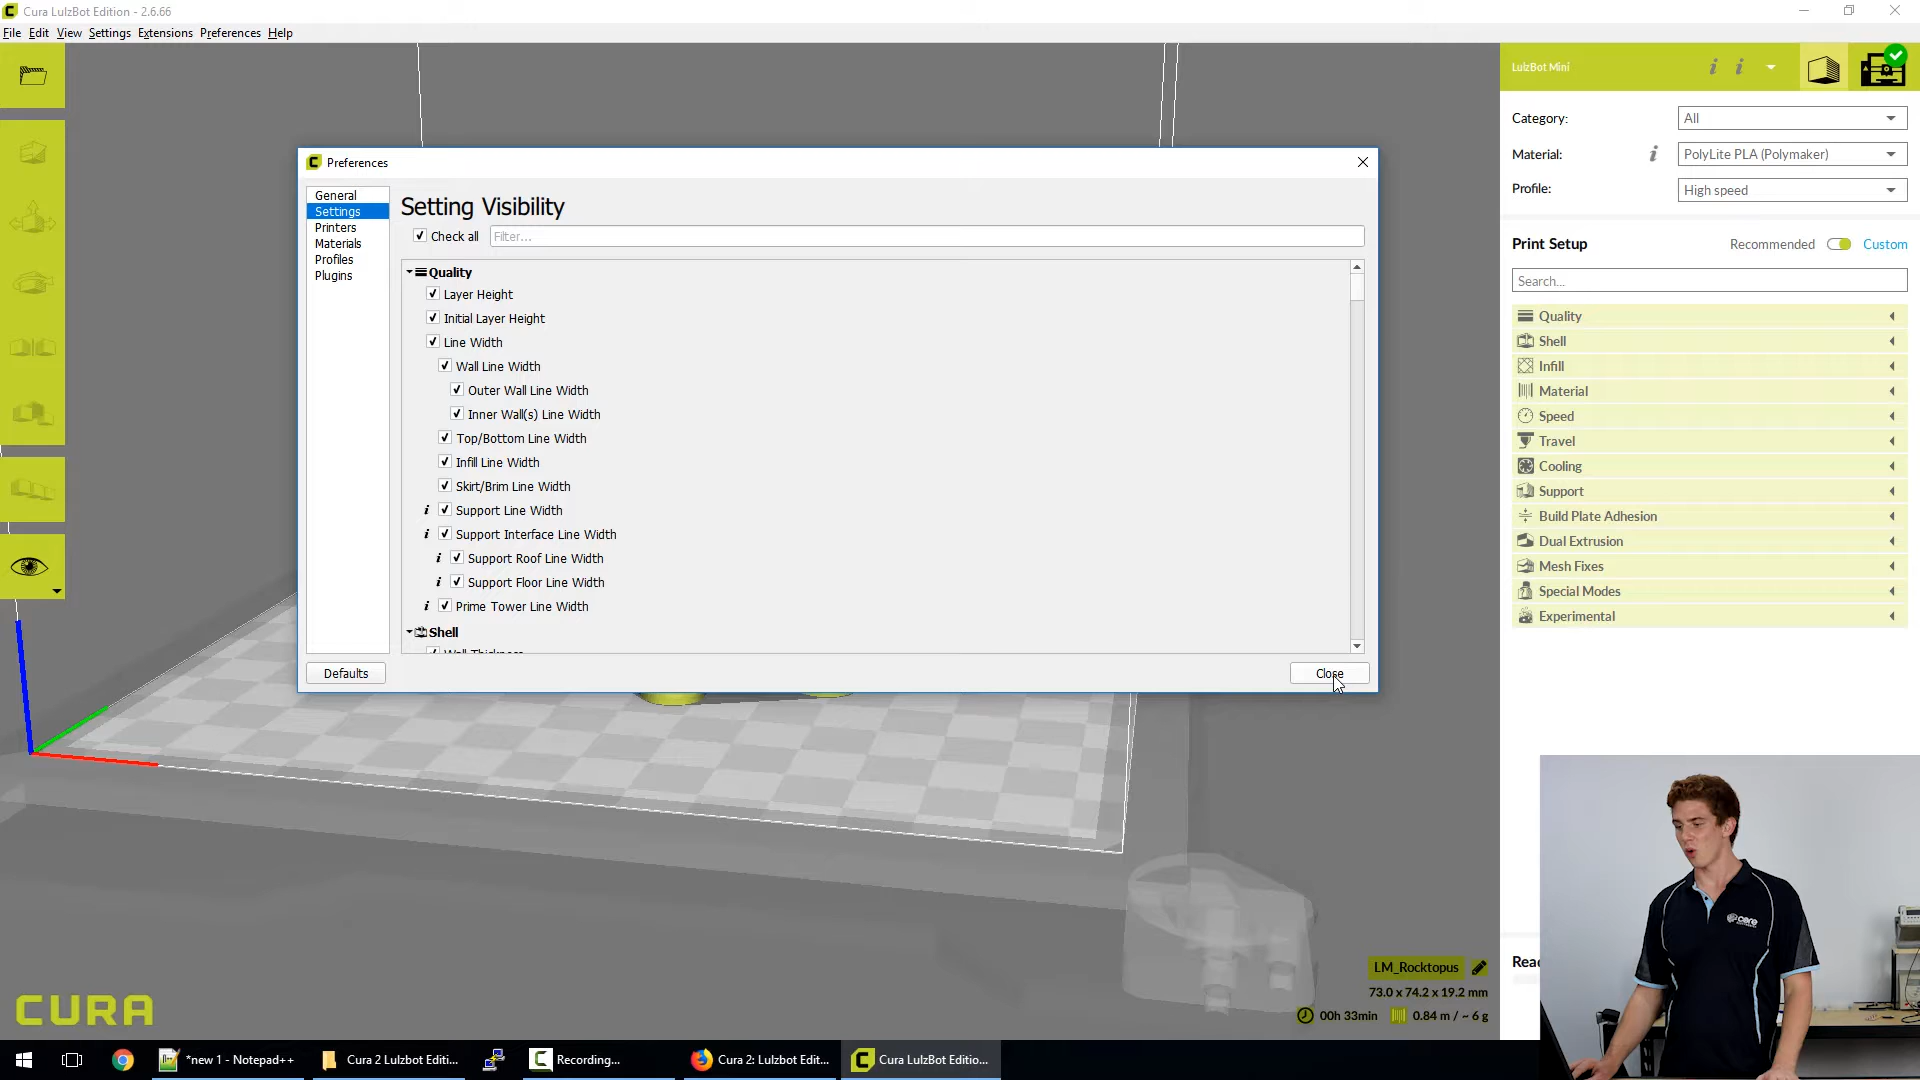 Cura LulzBot Edition - 2.6.66
File Edit View Settings Extensions Preferences Help
LulzBot Mini
Category: All
Material: PolyLite PLA (Polymaker)
Profile: High speed
Print Setup Recommended Custom
Search...
Quality
Shell
Infill
Material
Speed
Travel
Cooling
Support
Build Plate Adhesion
Dual Extrusion
Mesh Fixes
Special Modes
Experimental
Preferences
General
Settings
Printers
Materials
Profiles
Plugins
Setting Visibility
Check all Filter...
Quality
Layer Height
Initial Layer Height
Line Width
Wall Line Width
Outer Wall Line Width
Inner Wall(s) Line Width
Top/Bottom Line Width
Infill Line Width
Skirt/Brim Line Width
i Support Line Width
i Support Interface Line Width
i Support Roof Line Width
i Support Floor Line Width
i Prime Tower Line Width
Shell
Wall Thickness
Defaults Close
LM_Rocktopus
73.0 x 74.2 x 19.2 mm
00h 33min 0.84 m / ~ 6 g
CURA
core
*new 1 - Notepad++ Cura 2 Lulzbot Editi... Recording... Cura 2: Lulzbot Edit... Cura LulzBot Editio...